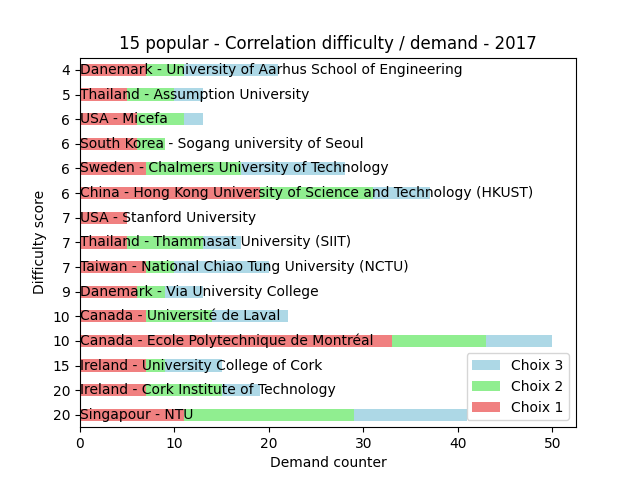 15 popular - Correlation difficulty / demand - 2017
4 Danemark - University of Aarhus School of Engineering
5 Thailand - Assumption University
6 USA - Micefa
6 South Korea - Sogang university of Seoul
6 Sweden - Chalmers University of Technology
6 China - Hong Kong University of Science and Technology (HKUST)
7 USA - Stanford University
7 Thailand - Thammasat University (SIIT)
7 Taiwan - National Chiao Tung University (NCTU)
9 Danemark - Via University College
10 Canada - Université de Laval
10 Canada - Ecole Polytechnique de Montréal
15 Ireland - University College of Cork
20 Ireland - Cork Institute of Technology
20 Singapour - NTU
Difficulty score
Choix 3
Choix 2
Choix 1
0 10 20 30 40 50
Demand counter